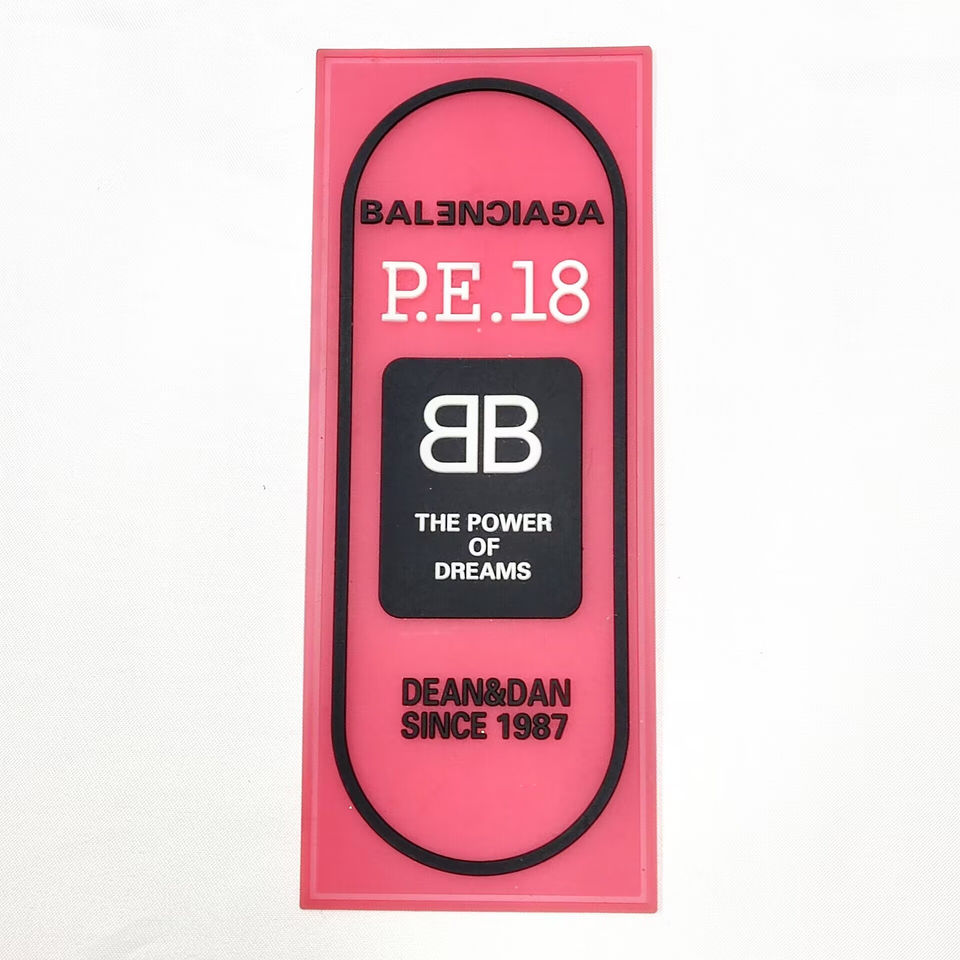 BALENCIAGA
P.E.18
BB
THE POWER
OF
DREAMS
DEAN&DAN
SINCE 1987